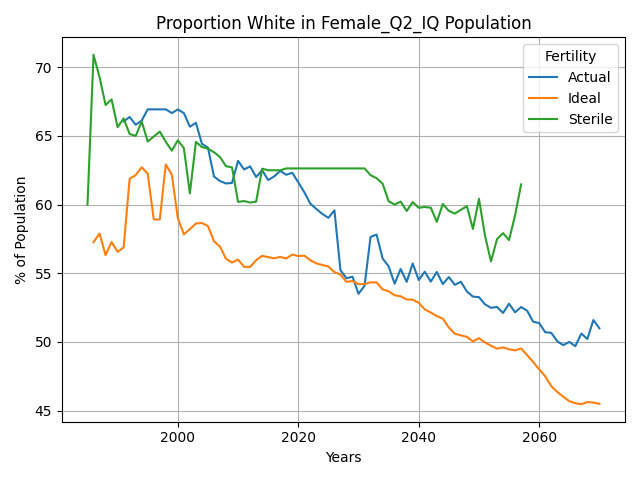 Proportion White in Female_Q2_IQ Population
Fertility
Actual
Ideal
Sterile
% of Population
70
65
60
55
50
45
2000
2020
2040
2060
Years